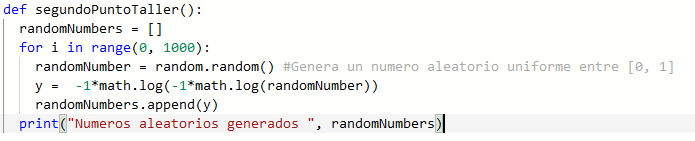 def segundoPuntoTaller():
randomNumbers = []
for i in range(0, 1000):
randomNumber = random.random() #Genera un numero aleatorio uniforme entre [0, 1]
y =  -1*math.log(-1*math.log(randomNumber))
randomNumbers.append(y)
print("Numeros aleatorios generados ", randomNumbers)